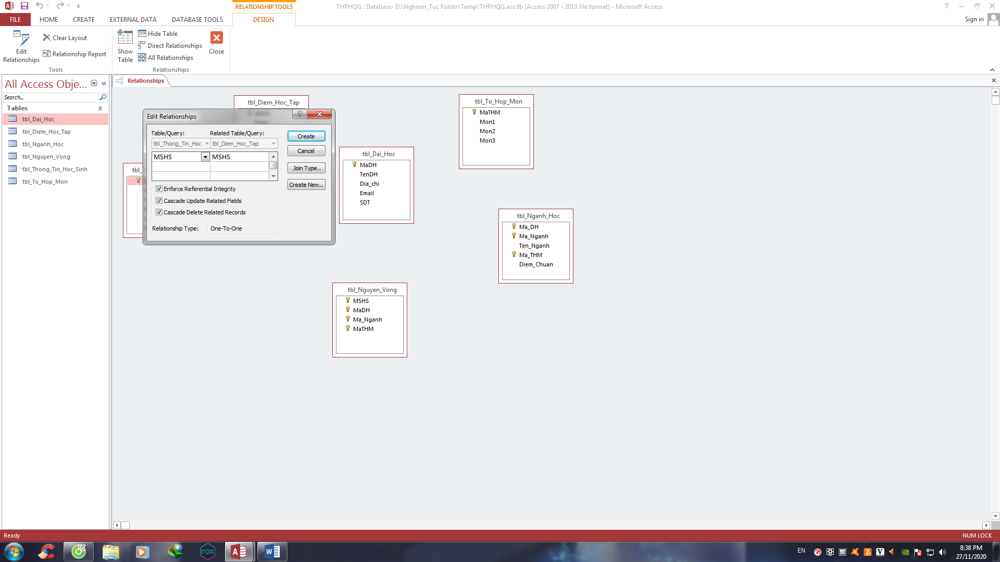 RELATIONSHIP TOOLS
THPHQG : Database- D:\Nghiem_Tuc Folder\Temp\THPHQG.accdb (Access 2007 - 2013 file format) - Microsoft Access
?
FILE
HOME
CREATE
EXTERNAL DATA
DATABASE TOOLS
DESIGN
Sign in
Edit
Relationships
Clear Layout
Relationship Report
Tools
Show
Table
Hide Table
Direct Relationships
All Relationships
Close
Relationships
All Access Obje...
Search...
Tables
tbl_Dai_Hoc
tbl_Diem_Hoc_Tap
tbl_Nganh_Hoc
tbl_Nguyen_Vong
tbl_Thong_Tin_Hoc_Sinh
tbl_To_Hop_Mon
Relationships
tbl_Diem_Hoc_Tap
Edit Relationships
?
Table/Query:
Related Table/Query:
tbl_Thong_Tin_Hoc
tbl_Diem_Hoc_Tap
MSHS
MSHS
Create
Cancel
Join Type..
Create New..
Enforce Referential Integrity
Cascade Update Related Fields
Cascade Delete Related Records
Relationship Type:
One-To-One
tbl_Dai_Hoc
MaDH
TenDH
Dia_chi
Email
SDT
tbl_To_Hop_Mon
MaTHM
Mon1
Mon2
Mon3
tbl_Nganh_Hoc
Ma_DH
Ma_Nganh
Ten_Nganh
Ma_THM
Diem_Chuan
tbl_Nguyen_Vong
MSHS
MaDH
Ma_Nganh
MaTHM
Ready
NUM LOCK
nox
EN
8:38 PM
27/11/2020